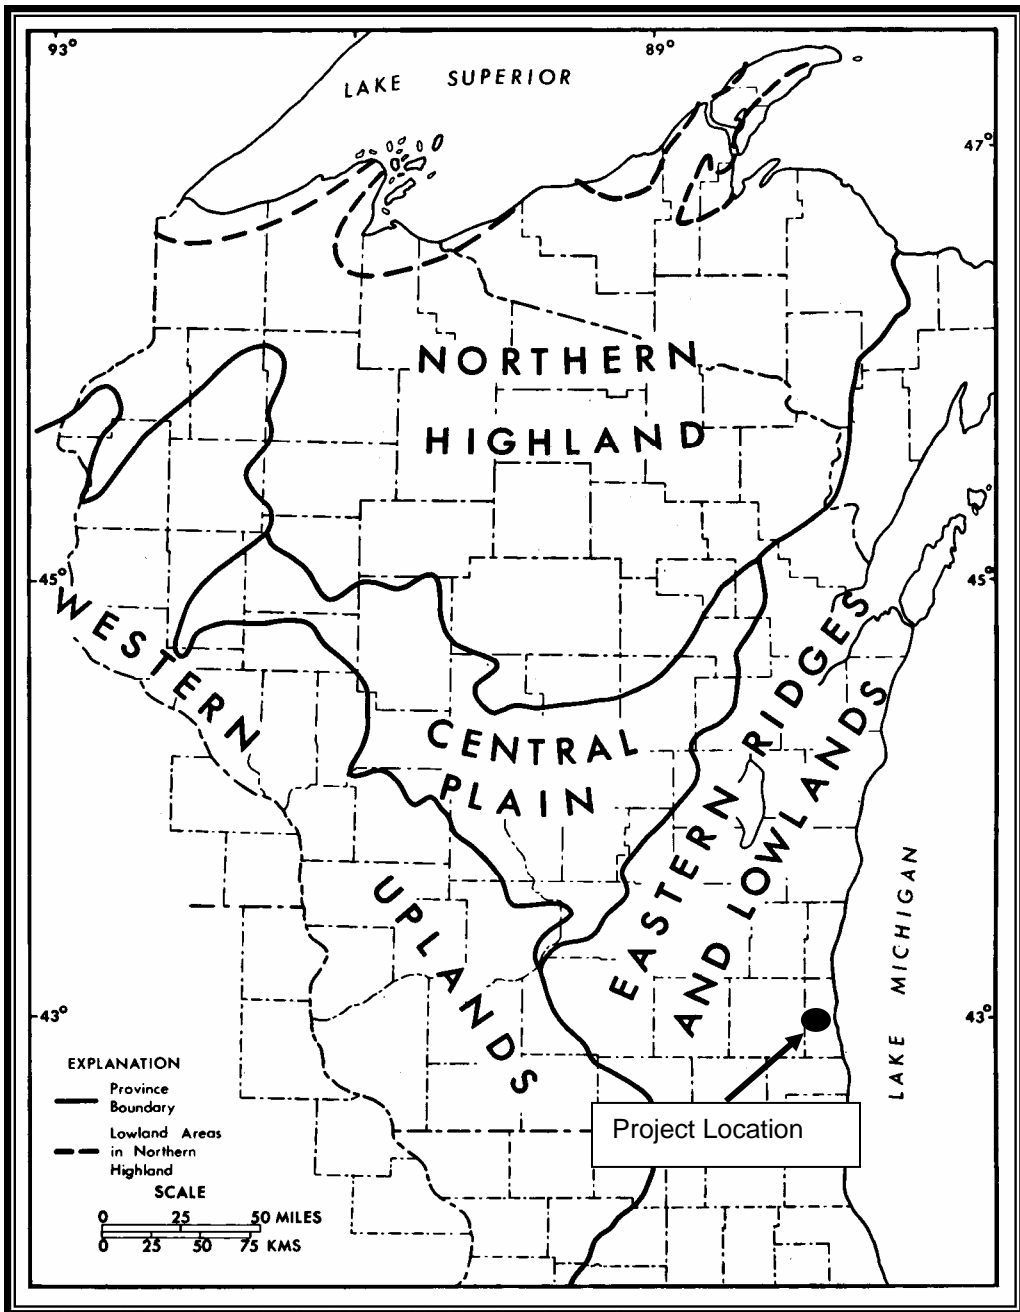 93°
89°
LAKE SUPERIOR
47°
NORTHERN
HIGHLAND
45°
45°
WESTERN
UPLANDS
CENTRAL
PLAIN
EASTERN RIDGES
AND LOWLANDS
LAKE MICHIGAN
43°
43°
EXPLANATION
Province
Boundary
Lowland Areas
in Northern
Highland
SCALE
0 25 50 MILES
0 25 50 75 KMS
Project Location